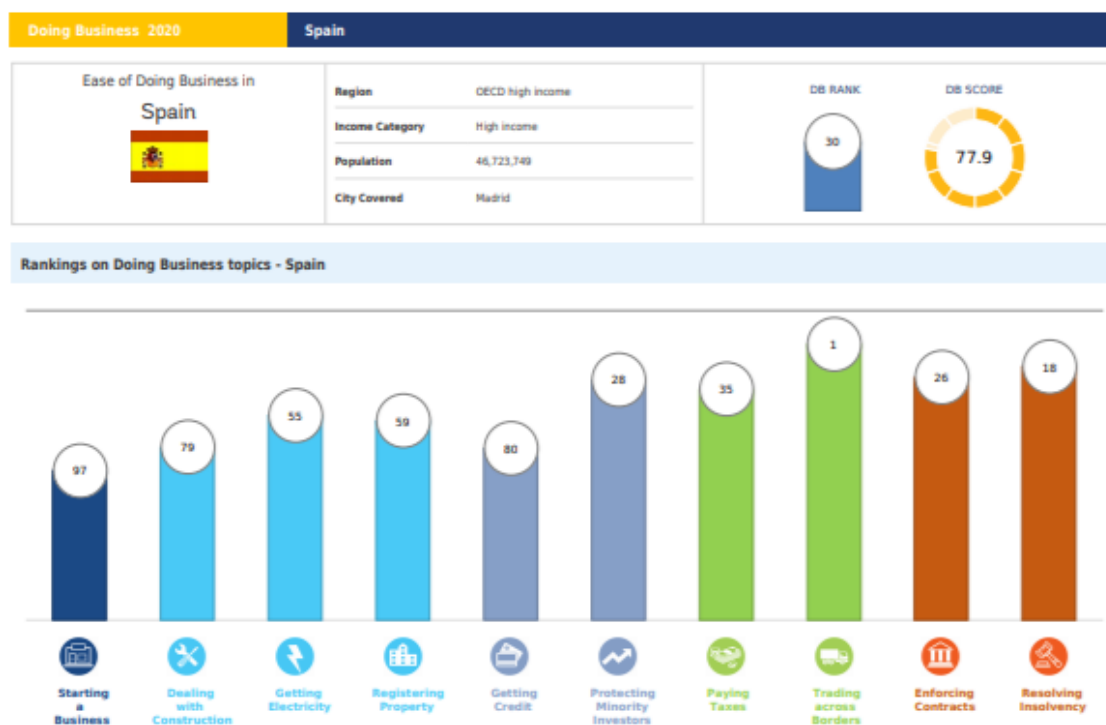 Doing Business 2020
Spain
Ease of Doing Business in
Spain
Region OECD high income
Income Category High income
Population 46,723,749
City Covered Madrid
DB RANK
30
DB SCORE
77.9
Rankings on Doing Business topics - Spain
97
79
55
59
80
28
35
1
26
18
Starting
a
Business
Dealing
with
Construction
Getting
Electricity
Registering
Property
Getting
Credit
Protecting
Minority
Investors
Paying
Taxes
Trading
across
Borders
Enforcing
Contracts
Resolving
Insolvency